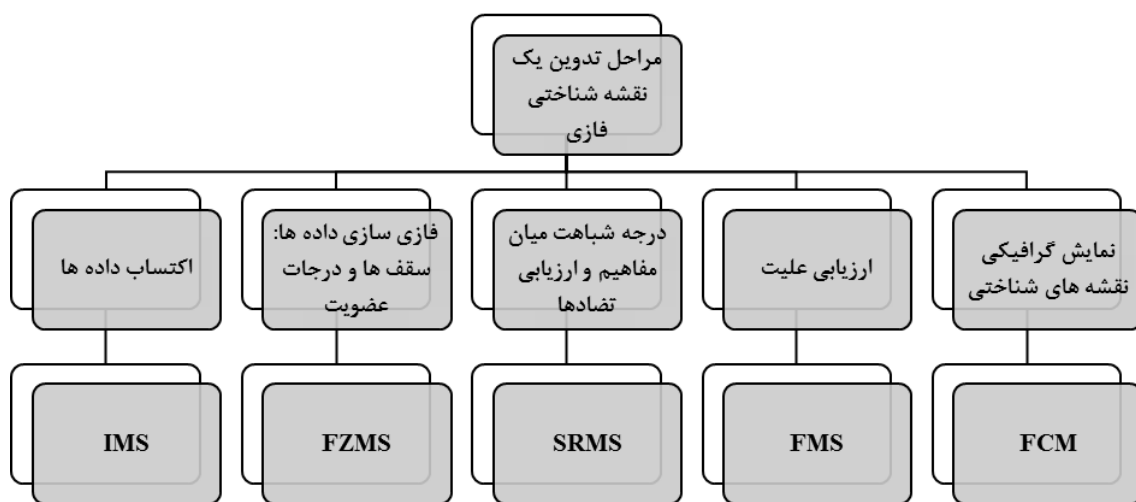 مراحل تدوین یک
نقشه شناختی
فازی
اکتساب داده ها
فازی سازی داده ها:
سقف ها و درجات
عضویت
درجه شباهت میان
مفاهیم و ارزیابی
تضادها
ارزیابی علیت
نمایش گرافیکی
نقشه های شناختی
IMS
FZMS
SRMS
FMS
FCM